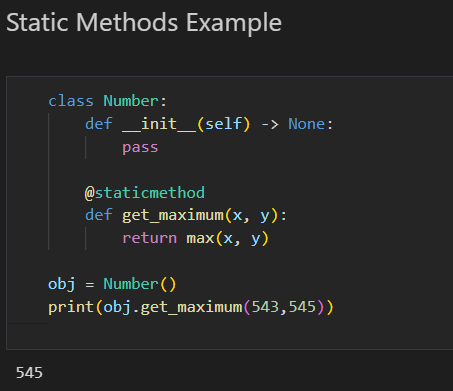 Static Methods Example
class Number:
    def __init__(self) -> None:
        pass

    @staticmethod
    def get_maximum(x, y):
        return max(x, y)

obj = Number()
print(obj.get_maximum(543,545))
545